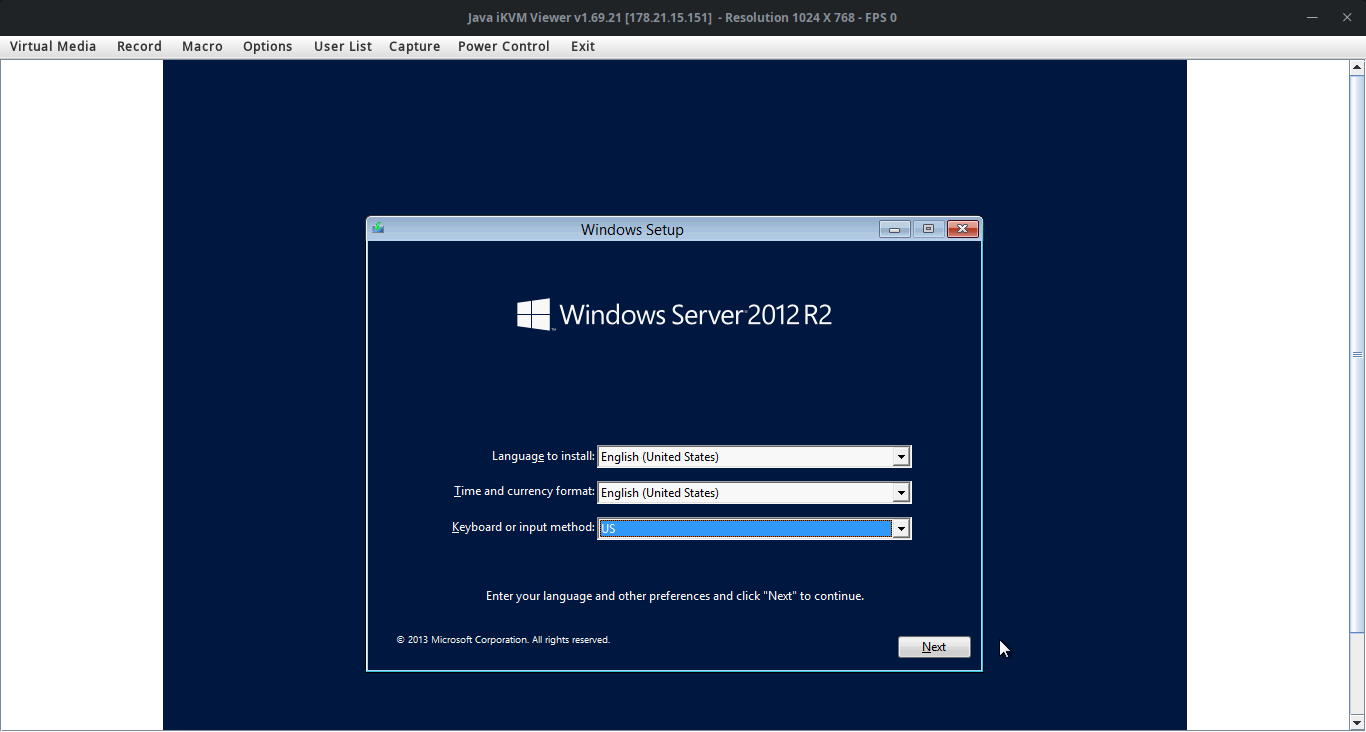 Java iKVM Viewer v1.69.21 [178.21.15.151] - Resolution 1024 X 768 - FPS 0
Virtual Media Record Macro Options User List Capture Power Control Exit
Windows Setup
Windows Server 2012 R2
Language to install: English (United States)
Time and currency format: English (United States)
Keyboard or input method: US
Enter your language and other preferences and click "Next" to continue.
© 2013 Microsoft Corporation. All rights reserved.
Next